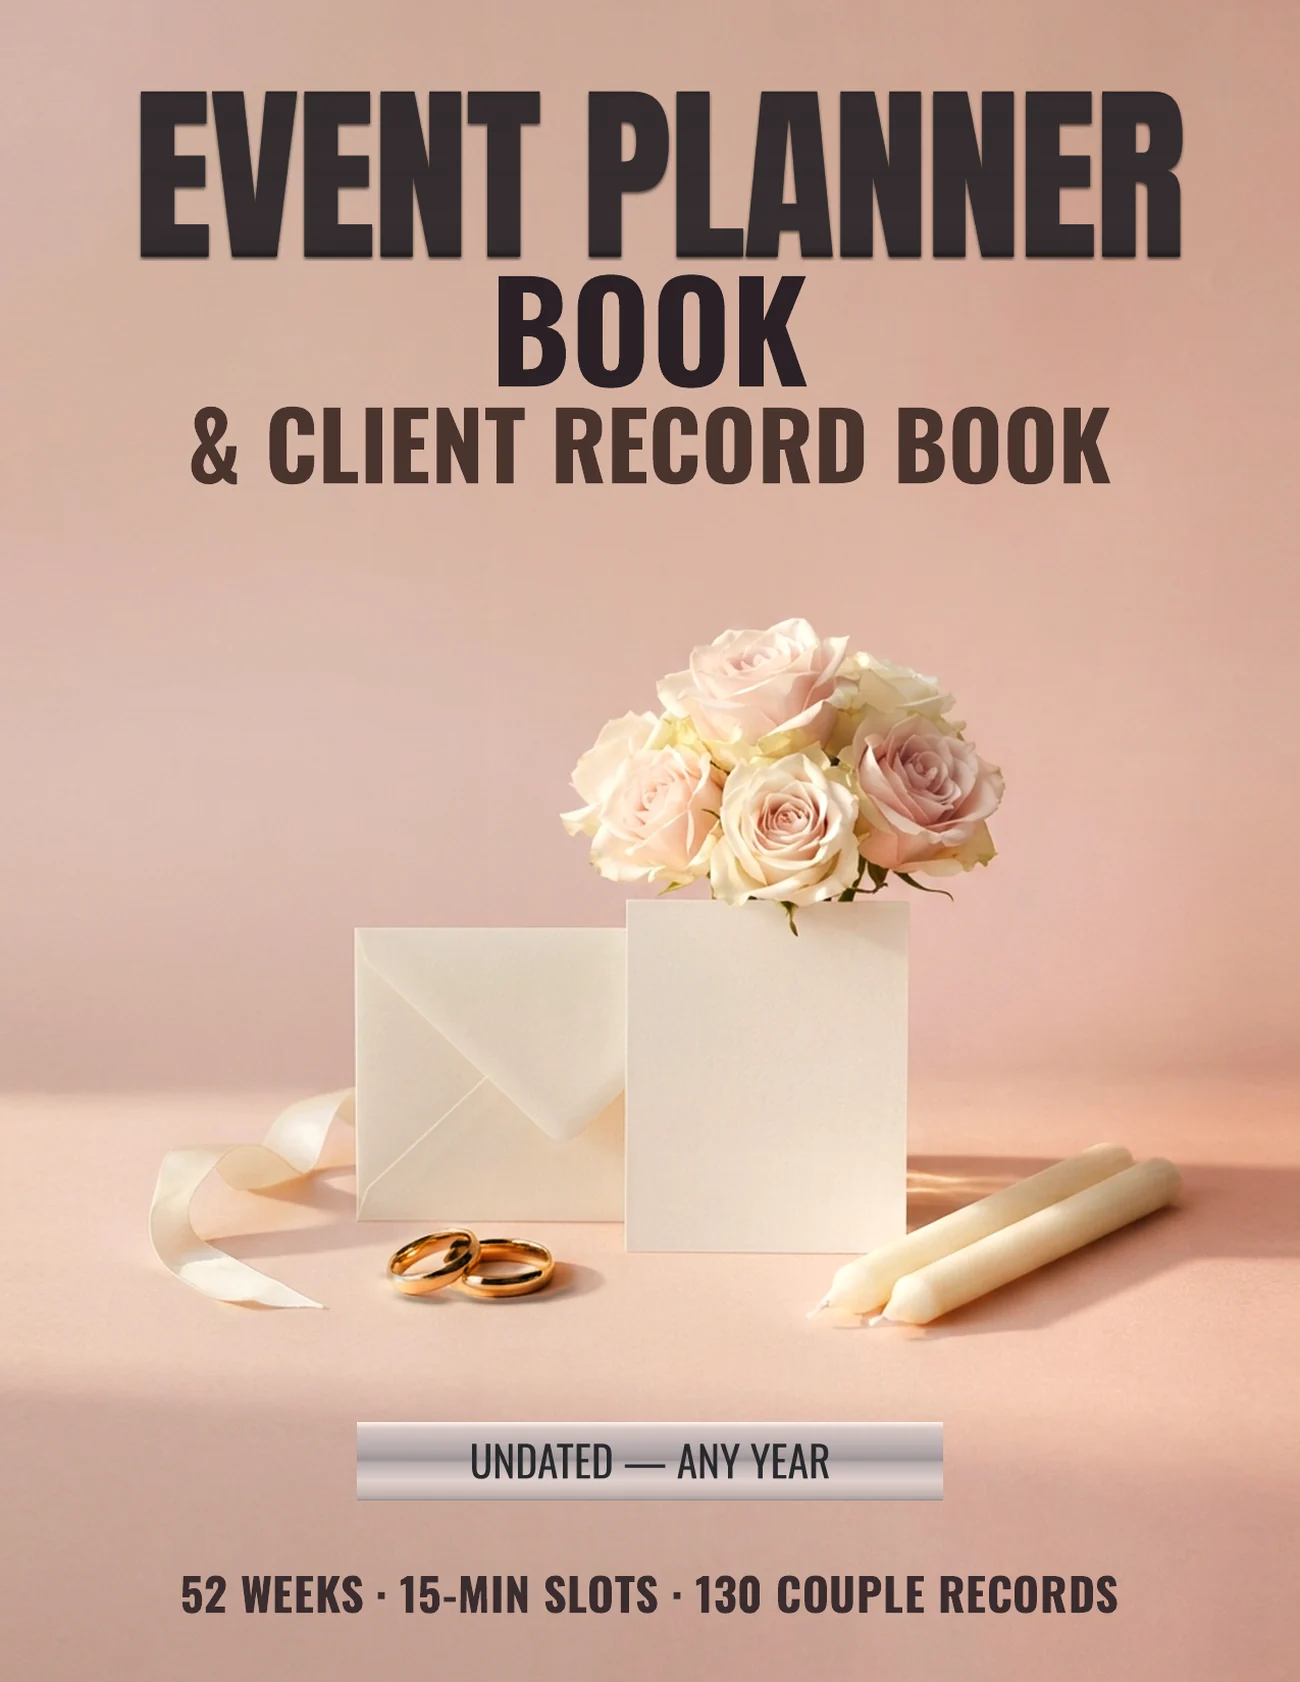 EVENT PLANNER
BOOK
& CLIENT RECORD BOOK
UNDATED — ANY YEAR
52 WEEKS · 15-MIN SLOTS · 130 COUPLE RECORDS